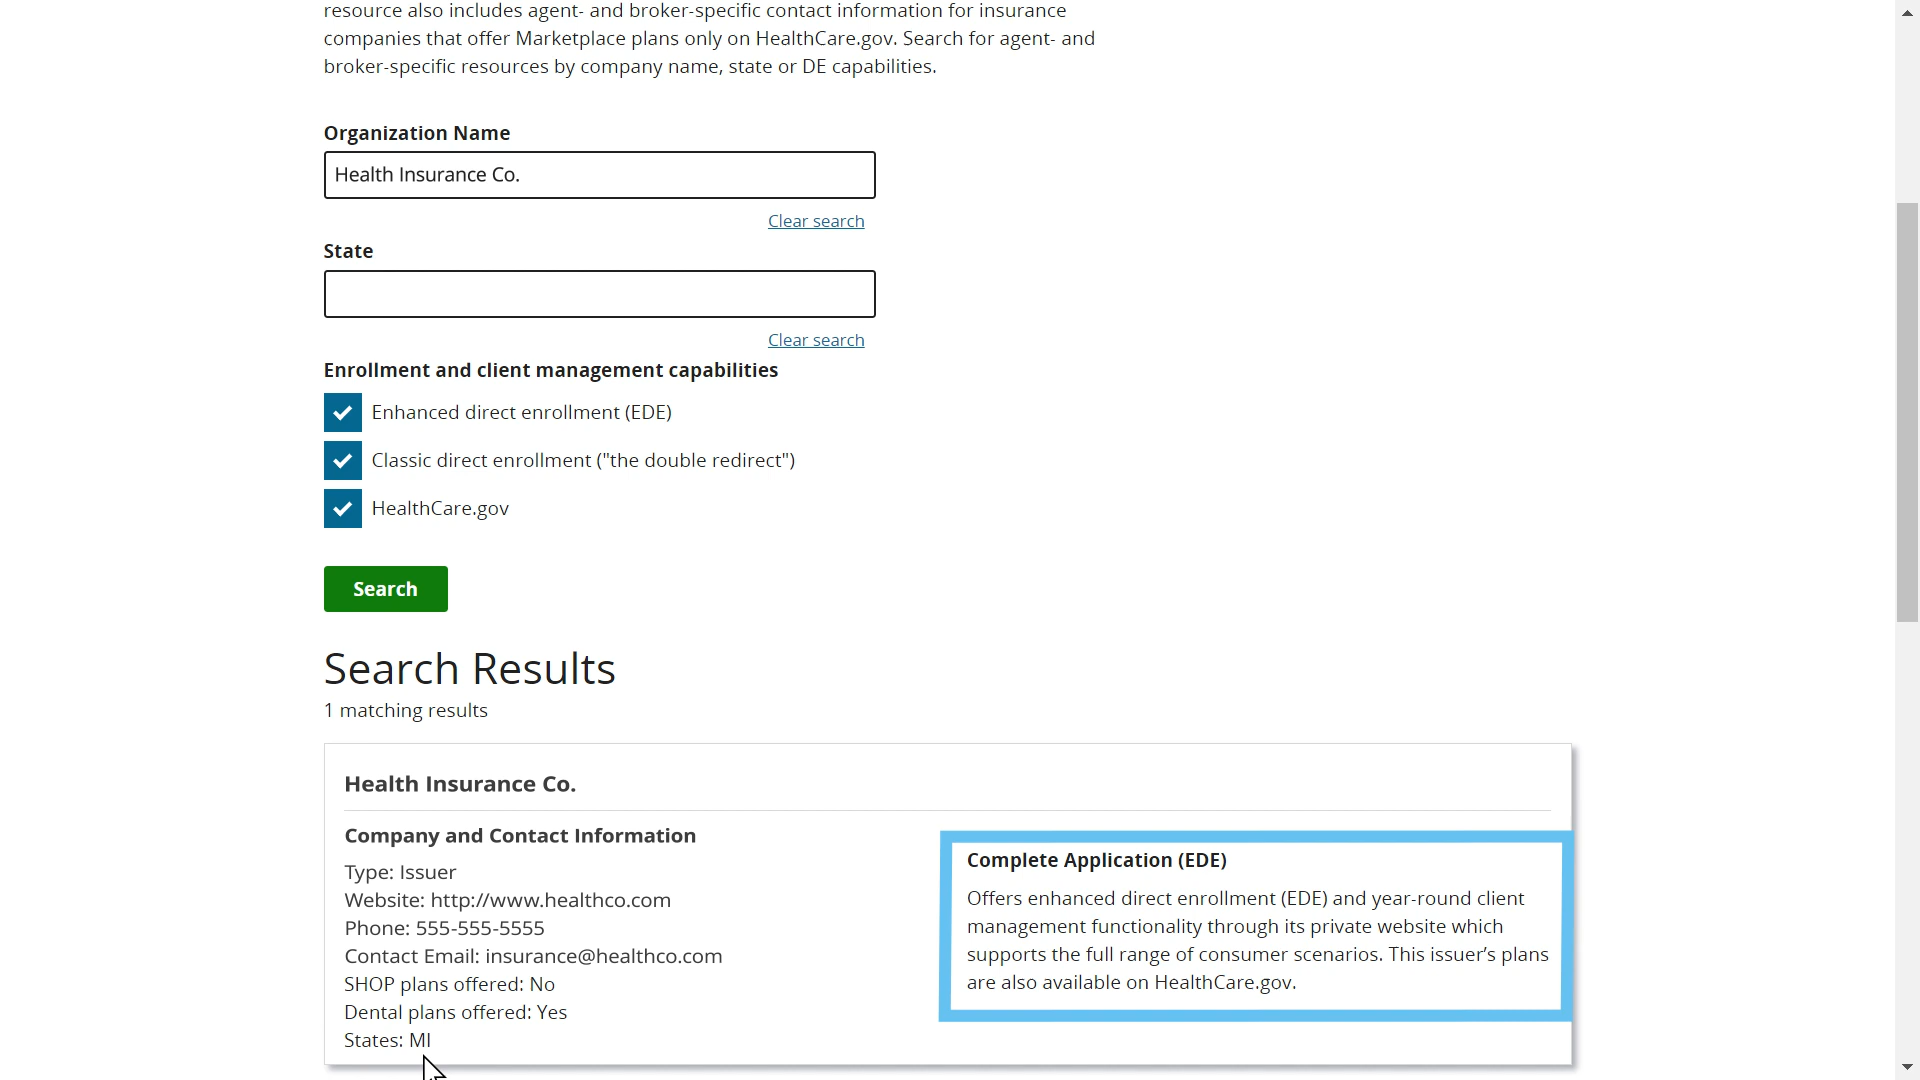 resource also includes agent- and broker-specific contact information for insurance
companies that offer Marketplace plans only on HealthCare.gov. Search for agent- and
broker-specific resources by company name, state or DE capabilities.
Organization Name
Health Insurance Co.
Clear search
State
Clear search
Enrollment and client management capabilities
Enhanced direct enrollment (EDE)
Classic direct enrollment ("the double redirect")
HealthCare.gov
Search
Search Results
1 matching results
Health Insurance Co.
Company and Contact Information
Type: Issuer
Website: http://www.healthco.com
Phone: 555-555-5555
Contact Email: insurance@healthco.com
SHOP plans offered: No
Dental plans offered: Yes
States: MI
Complete Application (EDE)
Offers enhanced direct enrollment (EDE) and year-round client
management functionality through its private website which
supports the full range of consumer scenarios. This issuer’s plans
are also available on HealthCare.gov.